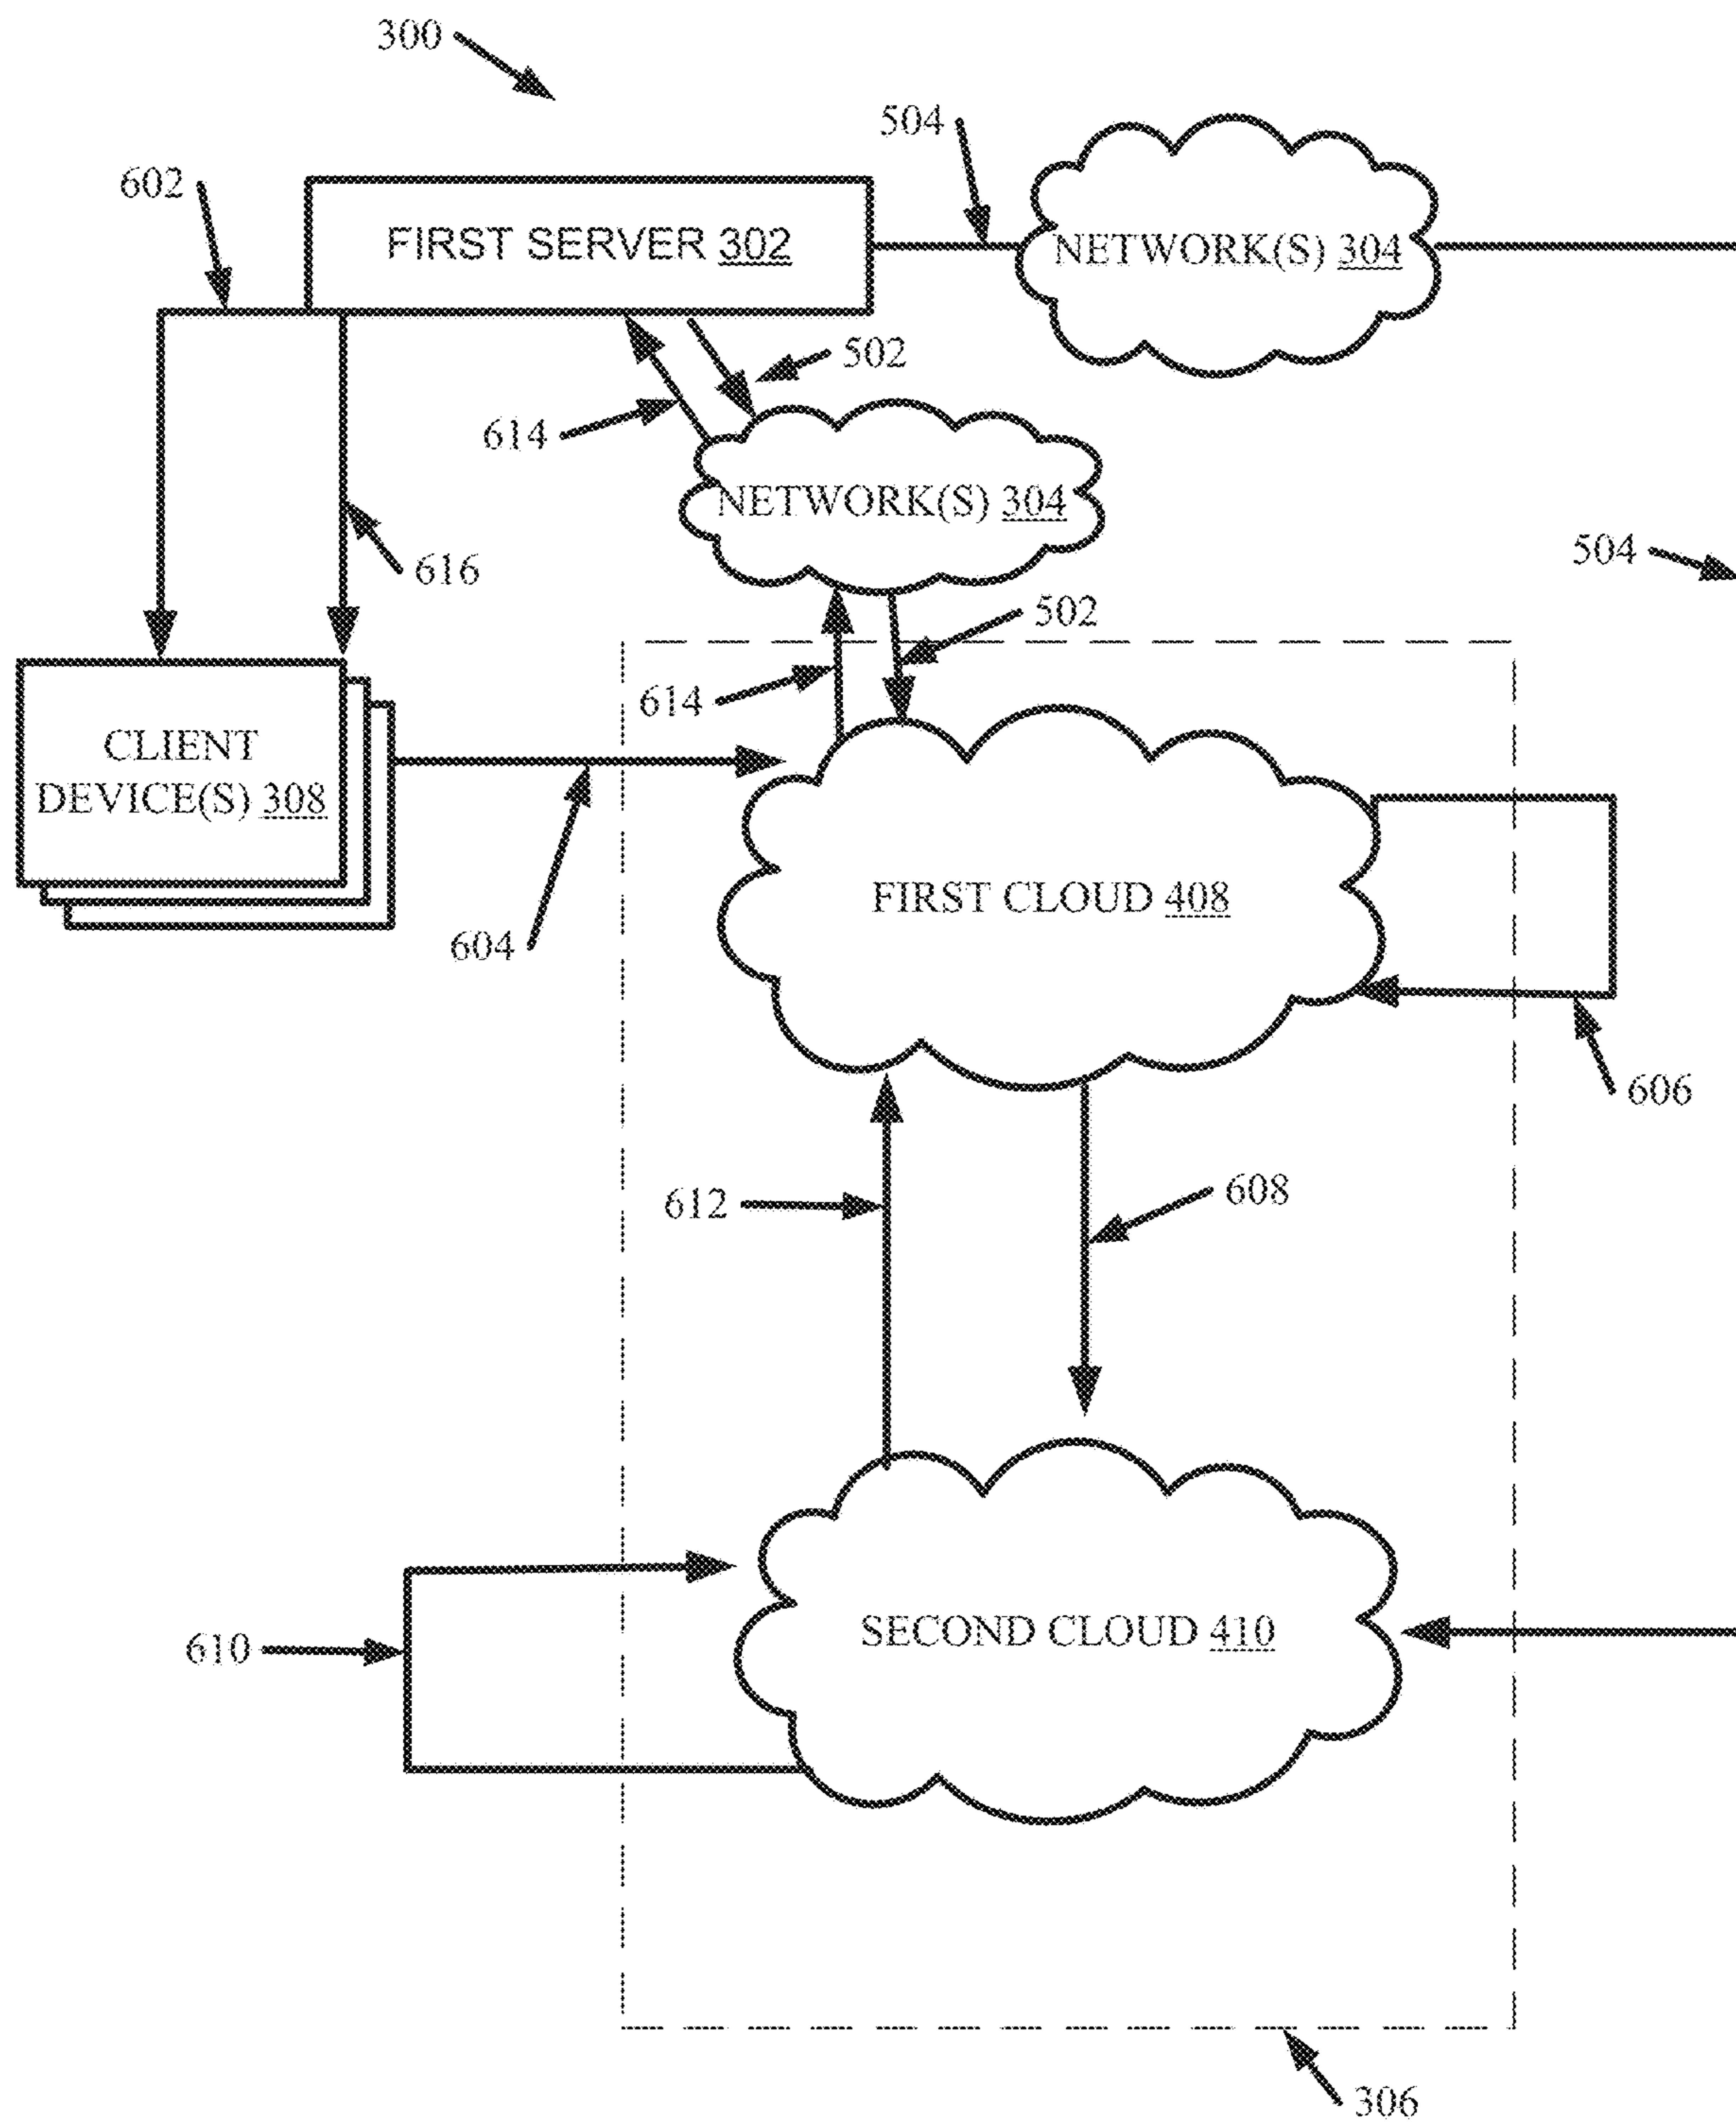 300
504
602
FIRST SERVER 302
NETWORK(S) 304
502
614
NETWORK(S) 304
504
616
502
614
CLIENT
DEVICE(S) 308
FIRST CLOUD 408
604
606
612
608
SECOND CLOUD 410
610
306